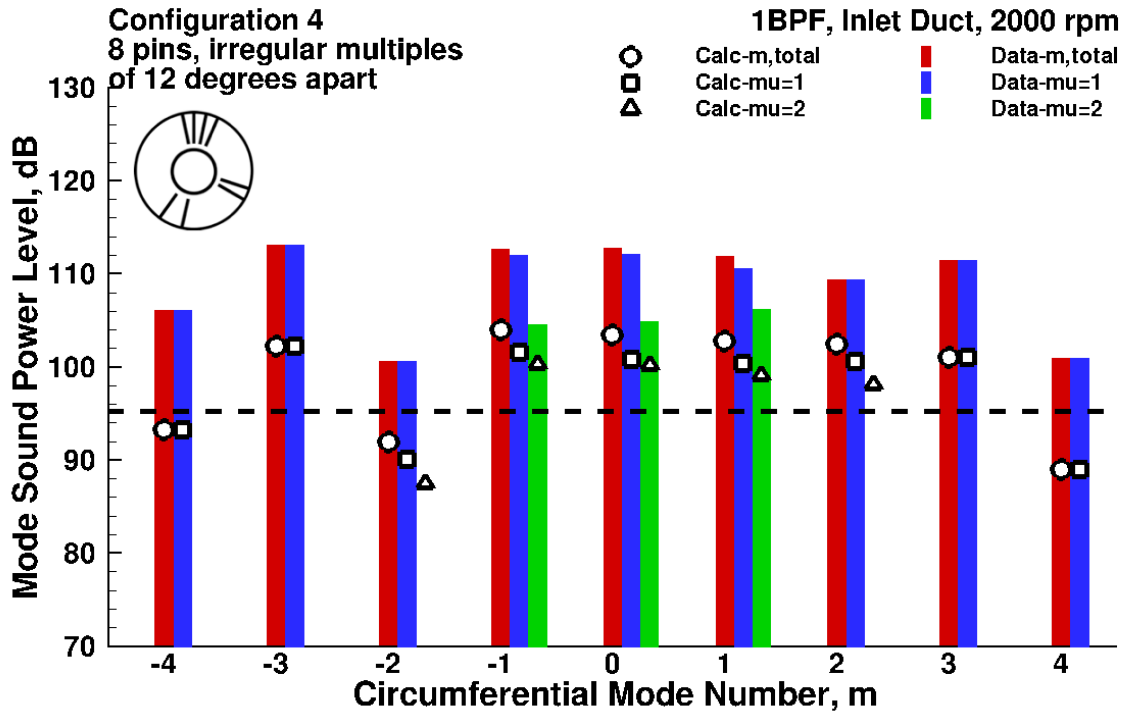 Configuration 4
8 pins, irregular multiples
of 12 degrees apart
1BPF, Inlet Duct, 2000 rpm
Calc-m,total
Data-m,total
Calc-mu=1
Data-mu=1
Calc-mu=2
Data-mu=2
Mode Sound Power Level, dB
130
120
110
100
90
80
70
-4
-3
-2
-1
0
1
2
3
4
Circumferential Mode Number, m